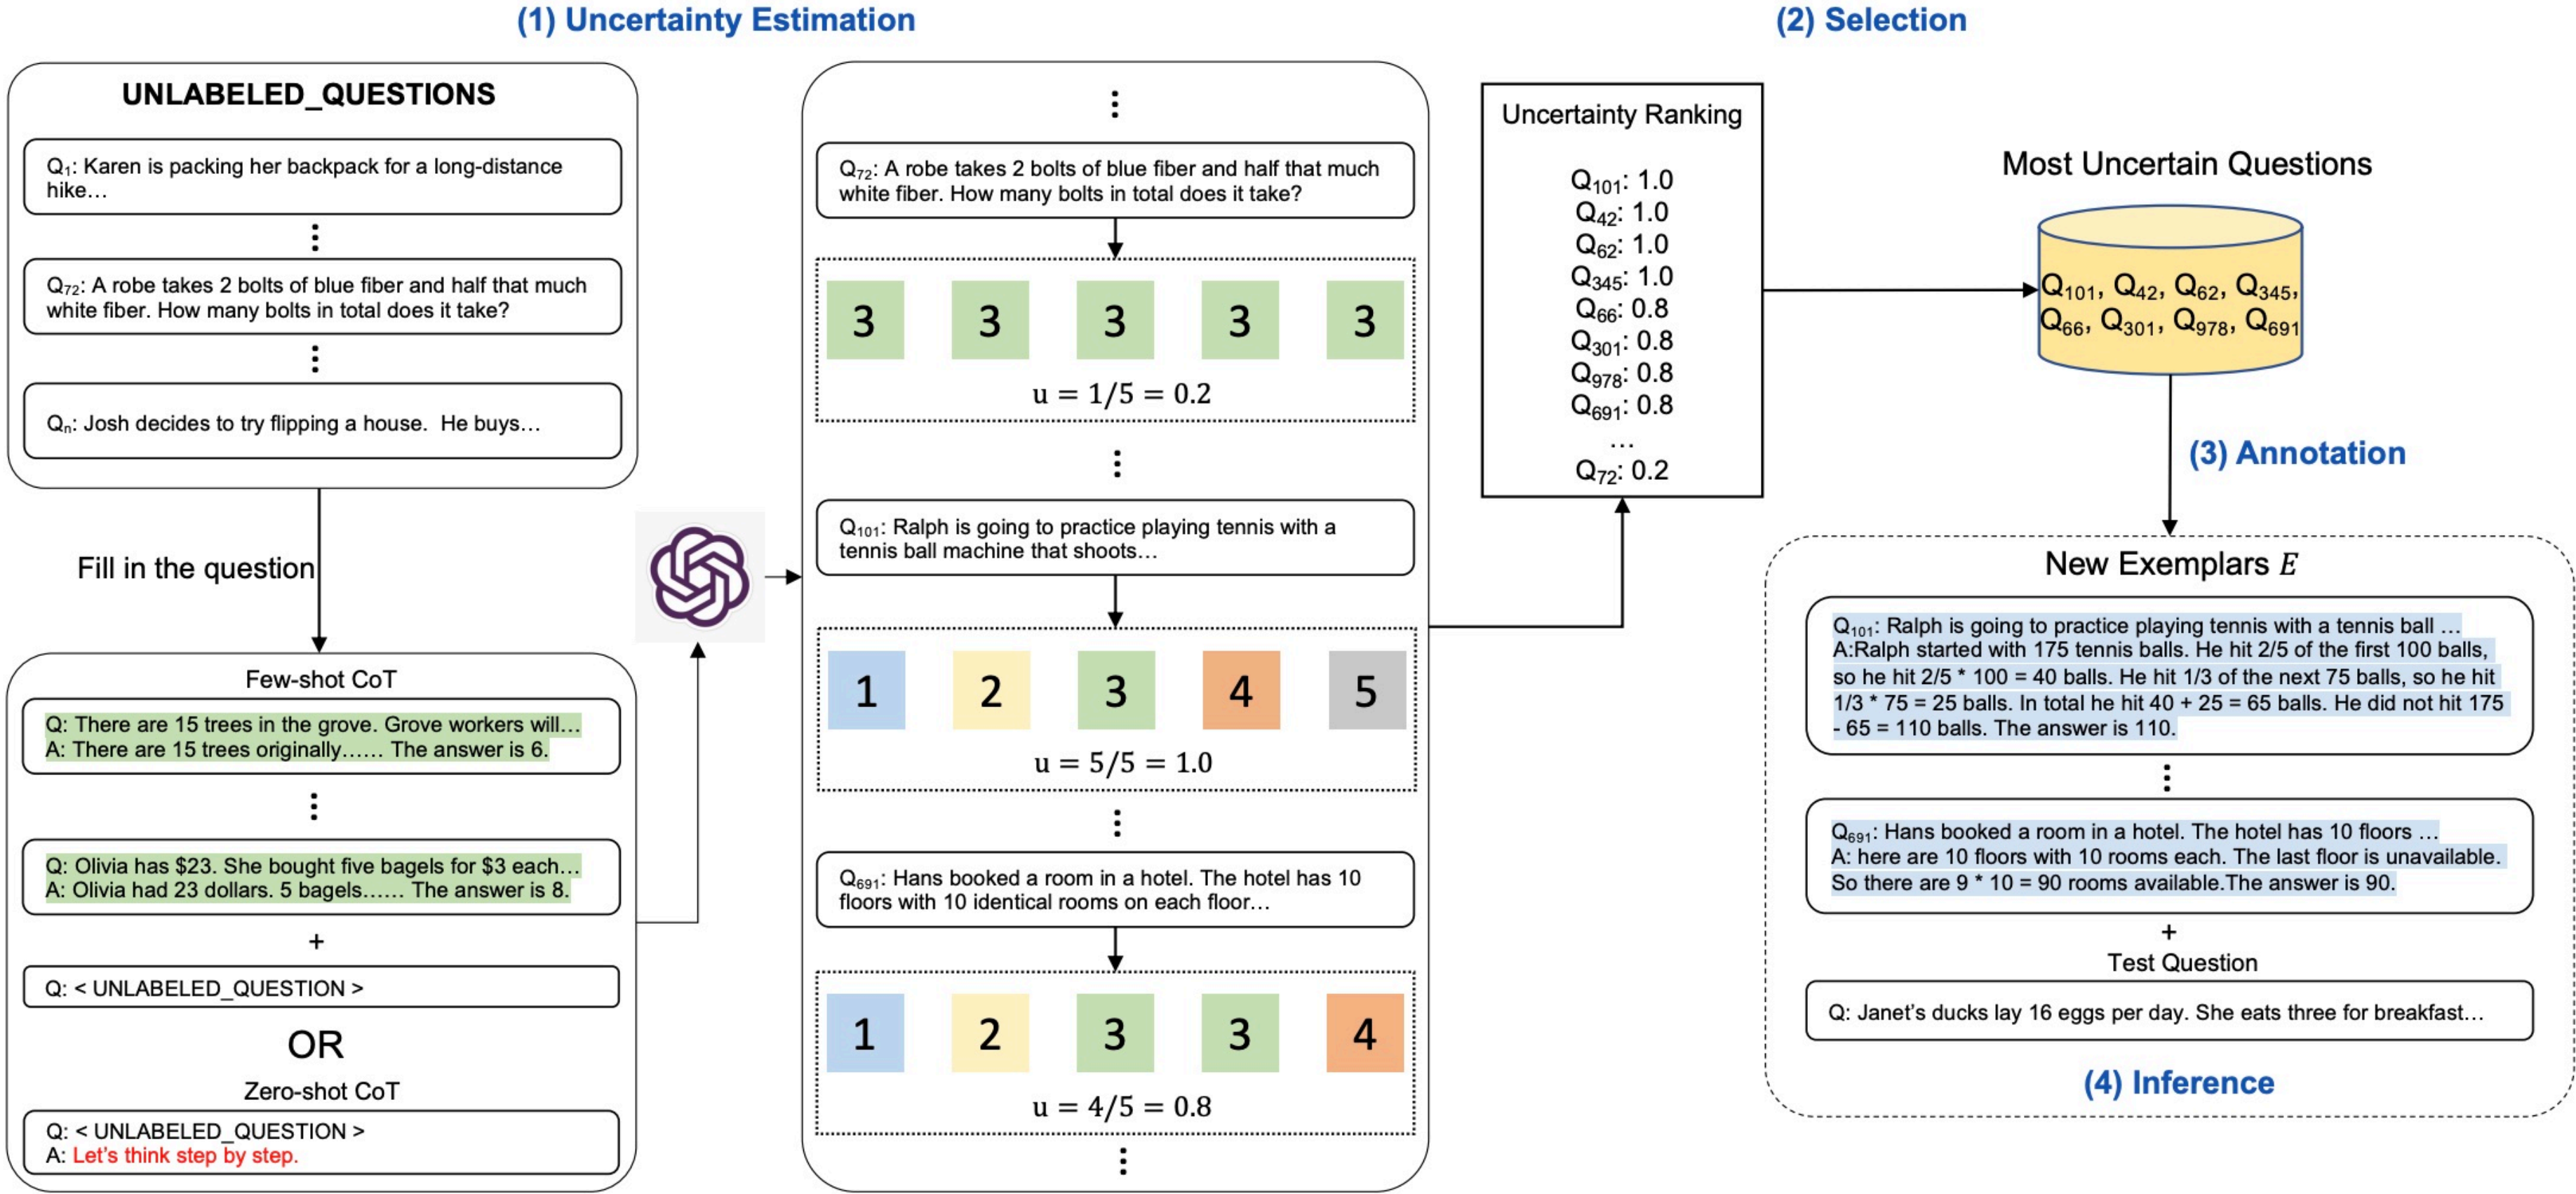 (1) Uncertainty Estimation
UNLABELED_QUESTIONS
Q₁: Karen is packing her backpack for a long-distance
hike…
Q₇₂: A robe takes 2 bolts of blue fiber and half that much
white fiber. How many bolts in total does it take?
Qₙ: Josh decides to try flipping a house.  He buys…
Fill in the question
Few-shot CoT
Q: There are 15 trees in the grove. Grove workers will…
A: There are 15 trees originally…… The answer is 6.
Q: Olivia has $23. She bought five bagels for $3 each…
A: Olivia had 23 dollars. 5 bagels…… The answer is 8.
+
Q: < UNLABELED_QUESTION >
OR
Zero-shot CoT
Q: < UNLABELED_QUESTION >
A: Let's think step by step.
Q₇₂: A robe takes 2 bolts of blue fiber and half that much
white fiber. How many bolts in total does it take?
3 3 3 3 3
u = 1/5 = 0.2
Q₁₀₁: Ralph is going to practice playing tennis with a
tennis ball machine that shoots…
1 2 3 4 5
u = 5/5 = 1.0
Q₆₉₁: Hans booked a room in a hotel. The hotel has 10
floors with 10 identical rooms on each floor…
1 2 3 3 4
u = 4/5 = 0.8
(2) Selection
Uncertainty Ranking
Q₁₀₁: 1.0
Q₄₂: 1.0
Q₆₂: 1.0
Q₃₄₅: 1.0
Q₆₆: 0.8
Q₃₀₁: 0.8
Q₉₇₈: 0.8
Q₆₉₁: 0.8
…
Q₇₂: 0.2
Most Uncertain Questions
Q₁₀₁, Q₄₂, Q₆₂, Q₃₄₅,
Q₆₆, Q₃₀₁, Q₉₇₈, Q₆₉₁
(3) Annotation
New Exemplars E
Q₁₀₁: Ralph is going to practice playing tennis with a tennis ball …
A:Ralph started with 175 tennis balls. He hit 2/5 of the first 100 balls,
so he hit 2/5 * 100 = 40 balls. He hit 1/3 of the next 75 balls, so he hit
1/3 * 75 = 25 balls. In total he hit 40 + 25 = 65 balls. He did not hit 175
- 65 = 110 balls. The answer is 110.
Q₆₉₁: Hans booked a room in a hotel. The hotel has 10 floors …
A: here are 10 floors with 10 rooms each. The last floor is unavailable.
So there are 9 * 10 = 90 rooms available.The answer is 90.
+
Test Question
Q: Janet's ducks lay 16 eggs per day. She eats three for breakfast…
(4) Inference